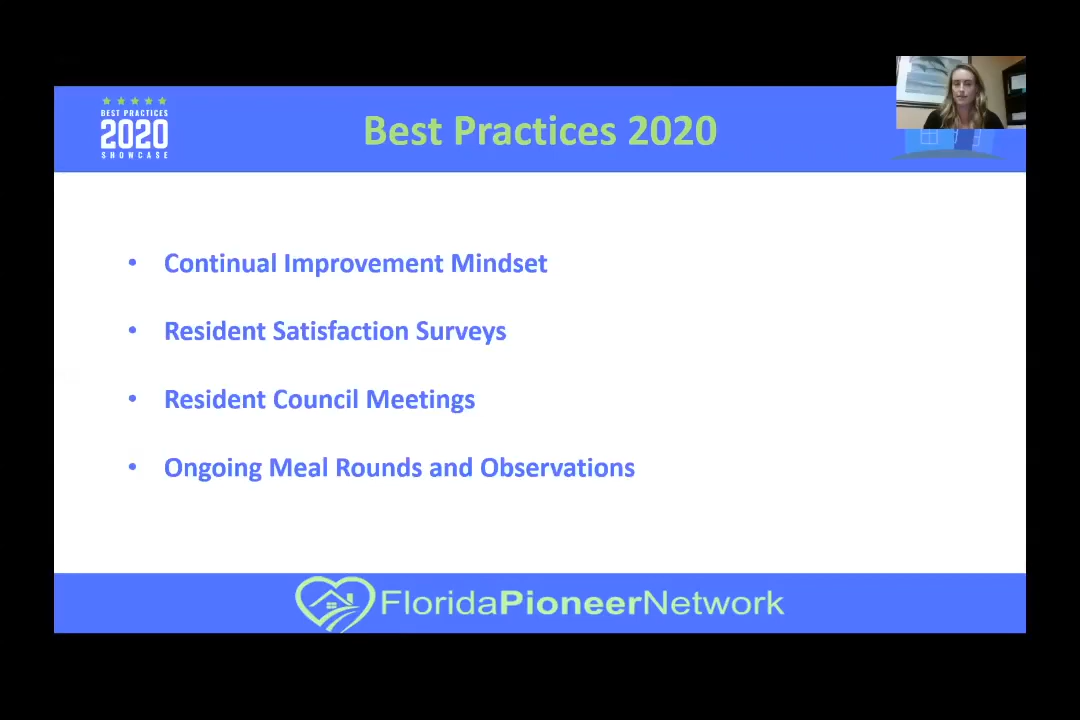 BEST PRACTICES
2020
SHOWCASE
Best Practices 2020
• Continual Improvement Mindset
• Resident Satisfaction Surveys
• Resident Council Meetings
• Ongoing Meal Rounds and Observations
FloridaPioneerNetwork